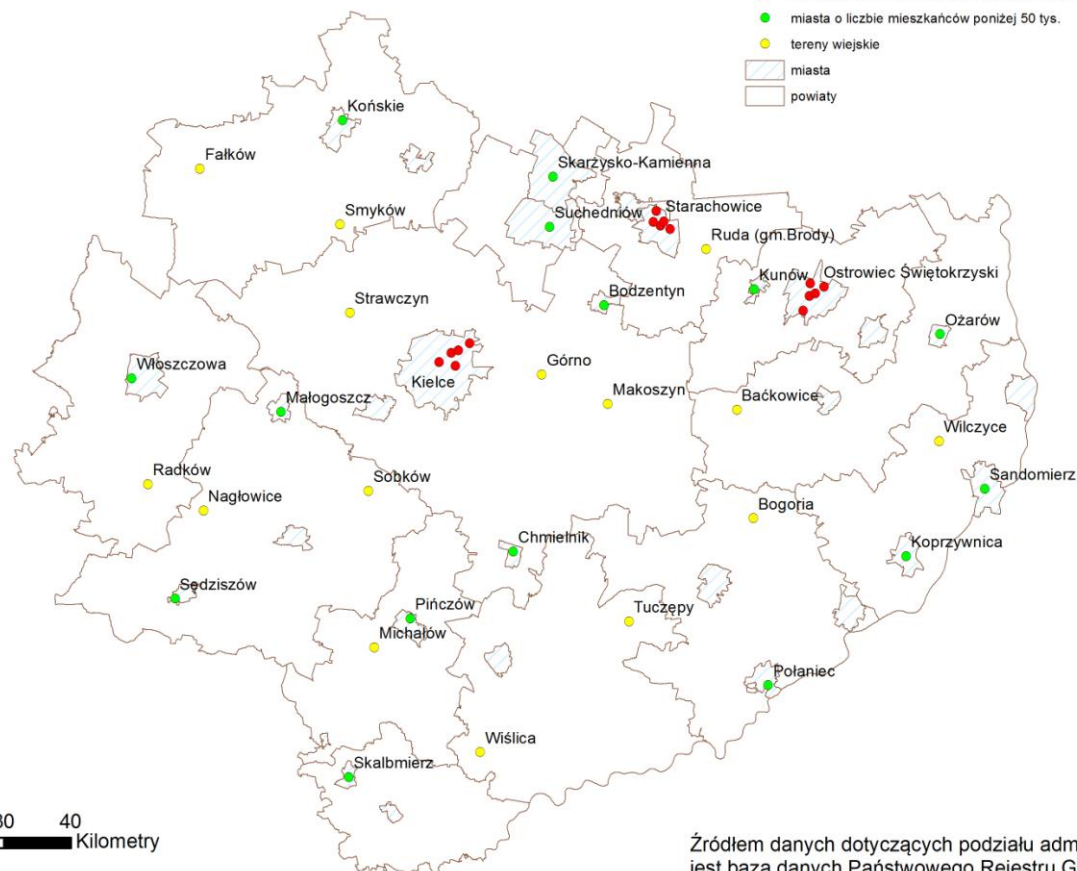 miasta o liczbie mieszkańców poniżej 50 tys.
tereny wiejskie
miasta
powiaty
Końskie
Fałków
Skarżysko-Kamienna
Smyków
Suchedniów
Starachowice
Ruda (gm.Brody)
Kunów
Ostrowiec Świętokrzyski
Bodzentyn
Strawczyn
Ożarów
Włoszczowa
Kielce
Górno
Małogoszcz
Makoszyn
Baćkowice
Wilczyce
Radków
Nagłowice
Sobków
Sandomierz
Bogoria
Chmielnik
Koprzywnica
Sędziszów
Pińczów
Tuczępy
Michałów
Połaniec
Wiślica
Skalbmierz
40
Kilometry
Źródłem danych dotyczących podziału
jest baza danych Państwowego Rejestru